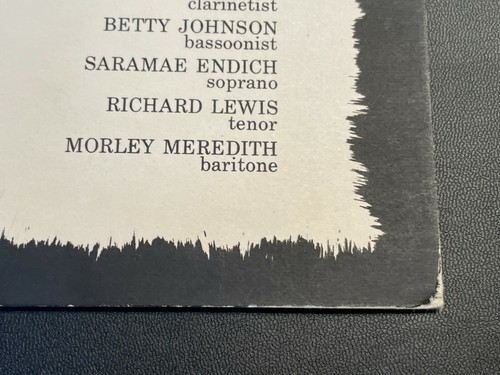 clarinetist
BETTY JOHNSON
bassoonist
SARAMAE ENDICH
soprano
RICHARD LEWIS
tenor
MORLEY MEREDITH
baritone